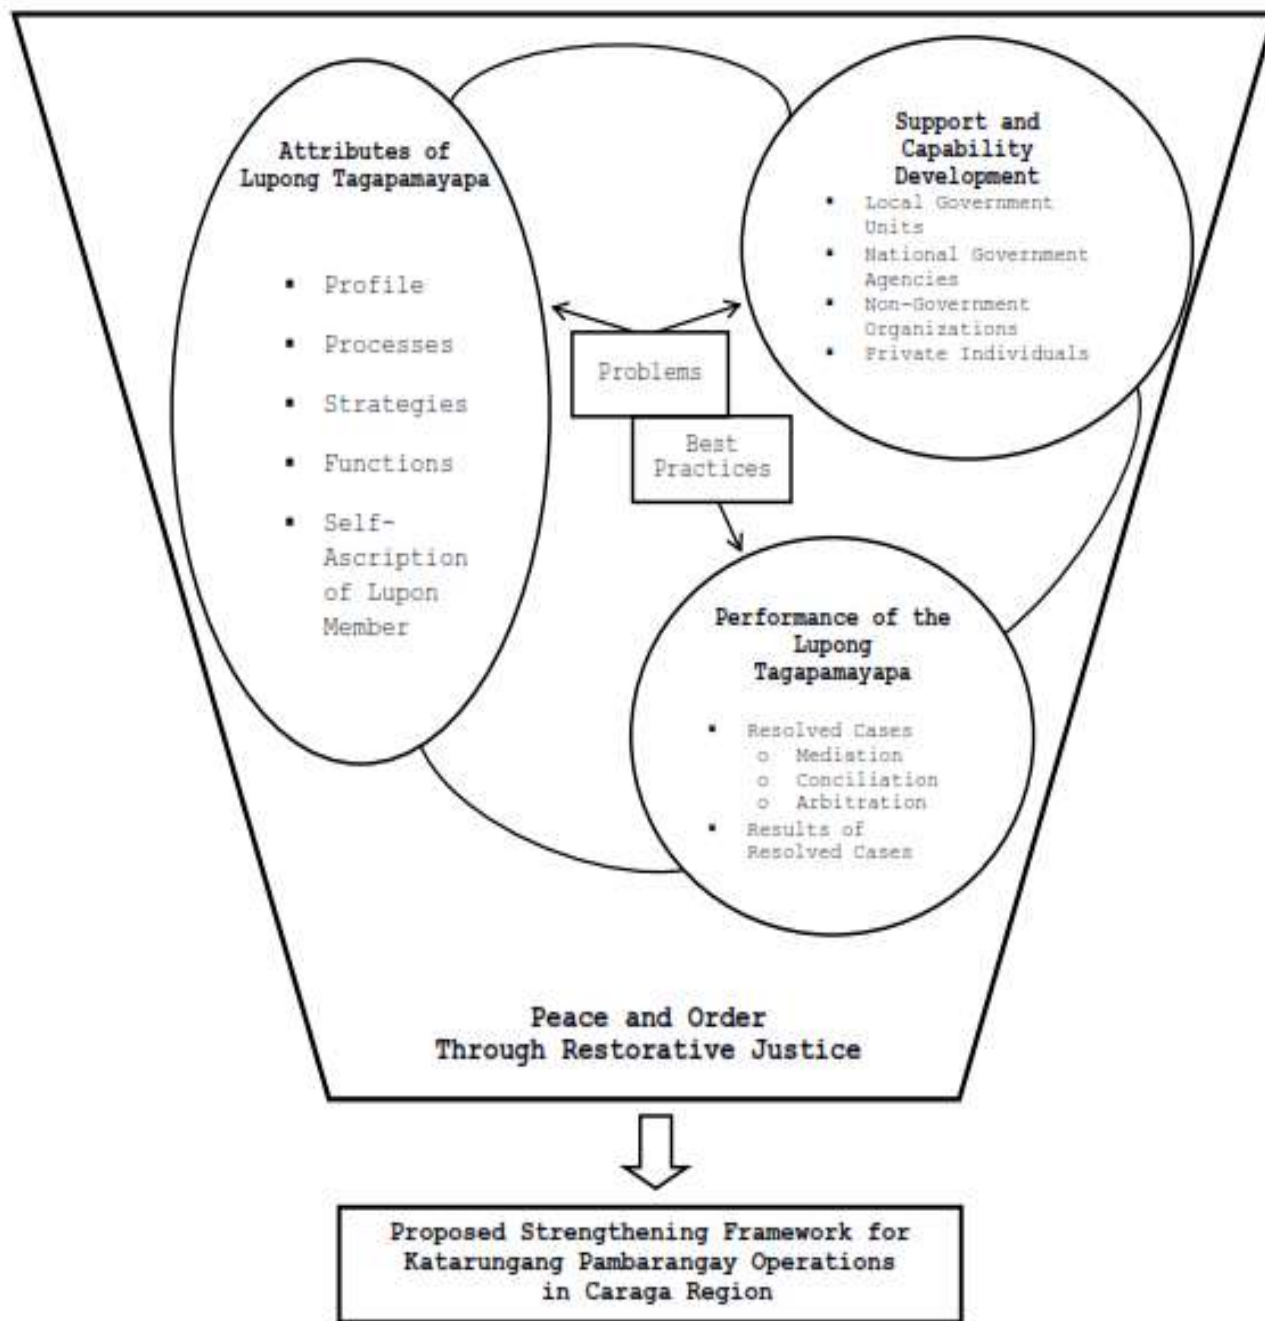 Attributes of
Lupong Tagapamayapa
▪ Profile
▪ Processes
▪ Strategies
▪ Functions
▪ Self-
Ascription
of Lupon
Member
Support and
Capability
Development
▪ Local Government
Units
▪ National Government
Agencies
▪ Non-Government
Organizations
▪ Private Individuals
Problems
Best
Practices
Performance of the
Lupong
Tagapamayapa
▪ Resolved Cases
o Mediation
o Conciliation
o Arbitration
▪ Results of
Resolved Cases
Peace and Order
Through Restorative Justice
Proposed Strengthening Framework for
Katarungang Pambarangay Operations
in Caraga Region